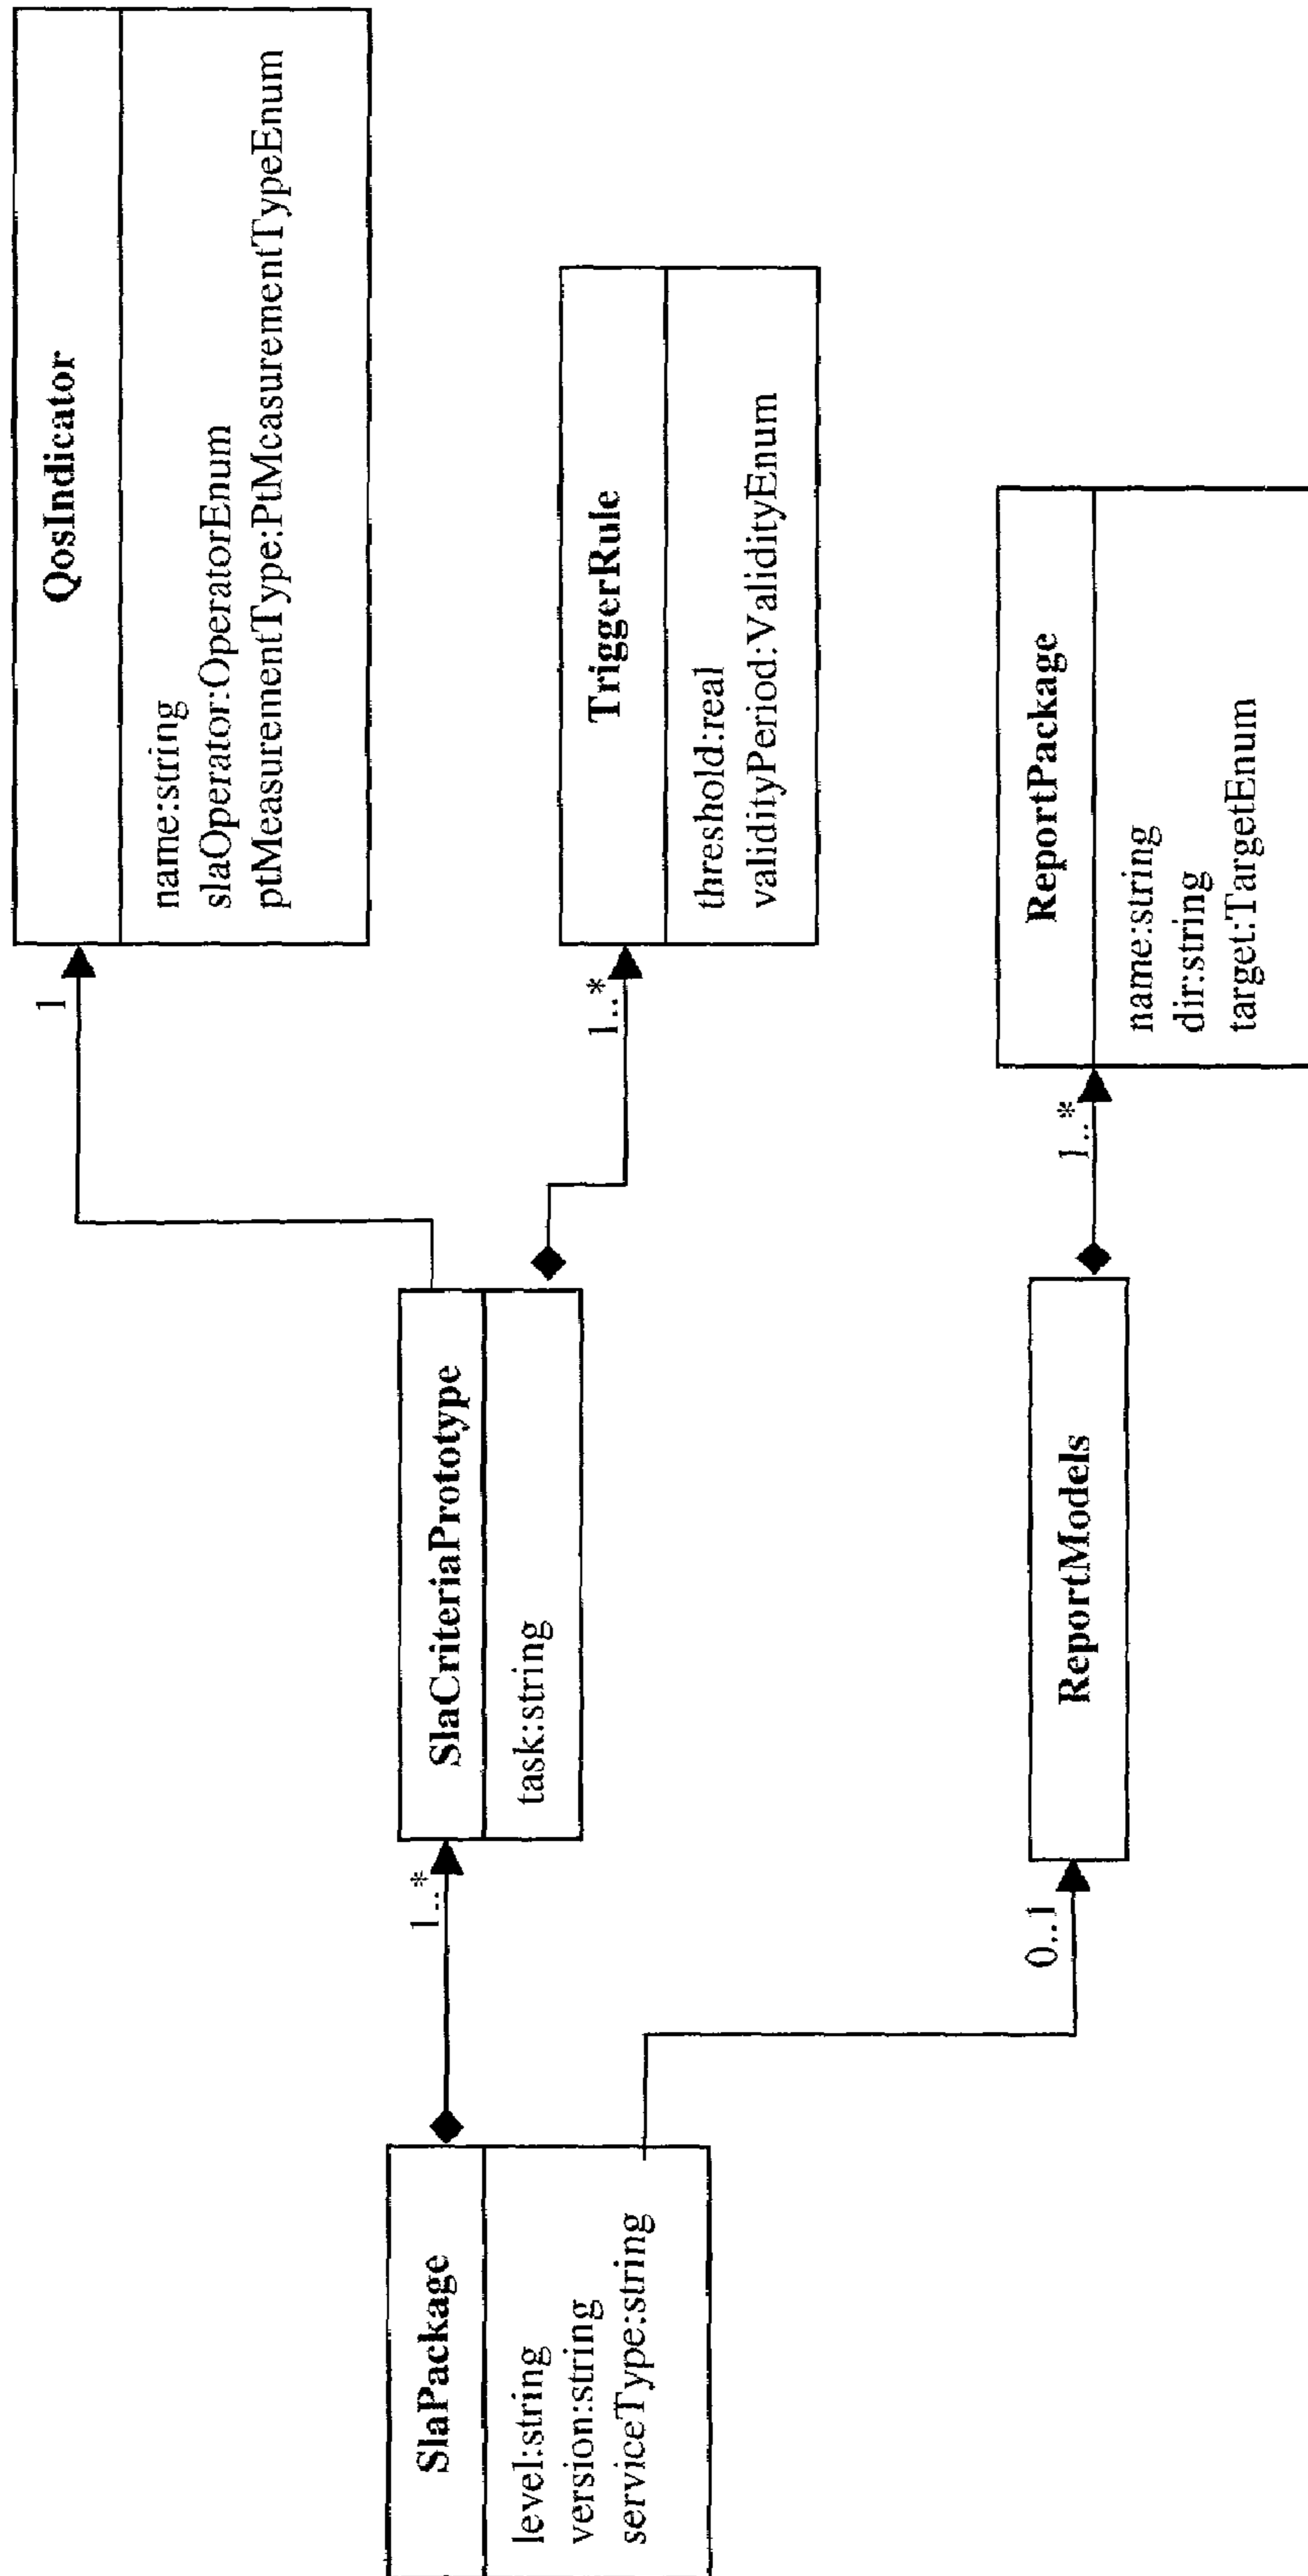 SlaPackage
level:string
version:string
serviceType:string
1..*
0..1
SlaCriteriaPrototype
task:string
ReportModels
1
1..*
1..*
QosIndicator
name:string
slaOperator:OperatorEnum
ptMeasurementType:PtMeasurementTypeEnum
TriggerRule
threshold:real
validityPeriod:ValidityEnum
ReportPackage
name:string
dir:string
target:TargetEnum